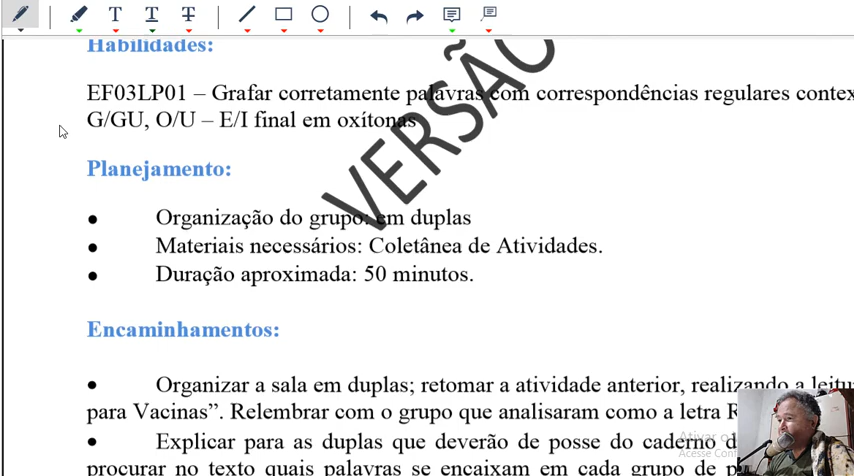 Habilidades:
EF03LP01 – Grafar corretamente palavras com correspondências regulares contex
G/GU, O/U – E/I final em oxítonas
VERSÃO
Planejamento:
● Organização do grupo: em duplas
● Materiais necessários: Coletânea de Atividades.
● Duração aproximada: 50 minutos.
Encaminhamentos:
● Organizar a sala em duplas; retomar a atividade anterior, realizando a leitu
para Vacinas”. Relembrar com o grupo que analisaram como a letra R
● Explicar para as duplas que deverão de posse do caderno d
procurar no texto quais palavras se encaixam em cada grupo de
Ativar o
Acesse Conf